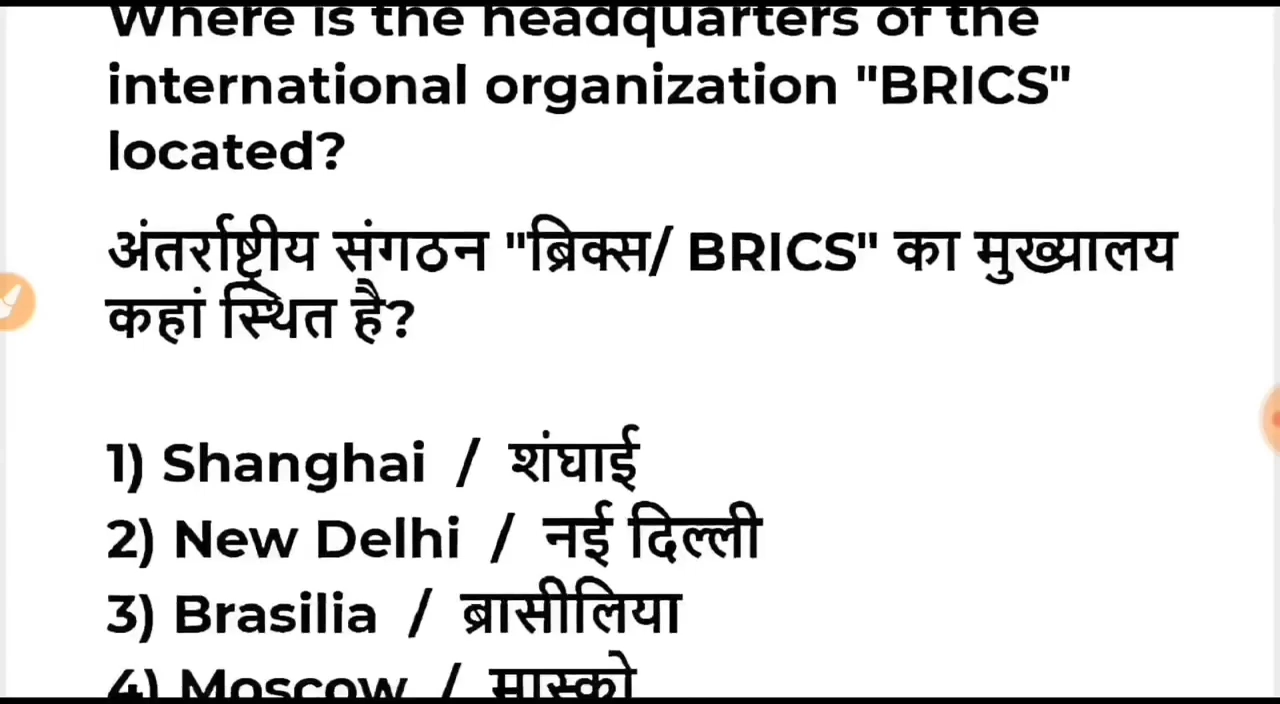 Where is the headquarters of the
international organization "BRICS"
located?
अंतर्राष्ट्रीय संगठन "ब्रिक्स/ BRICS" का मुख्यालय
कहां स्थित है?
1) Shanghai / शंघाई
2) New Delhi / नई दिल्ली
3) Brasilia / ब्रासीलिया
4) Moscow / मास्को